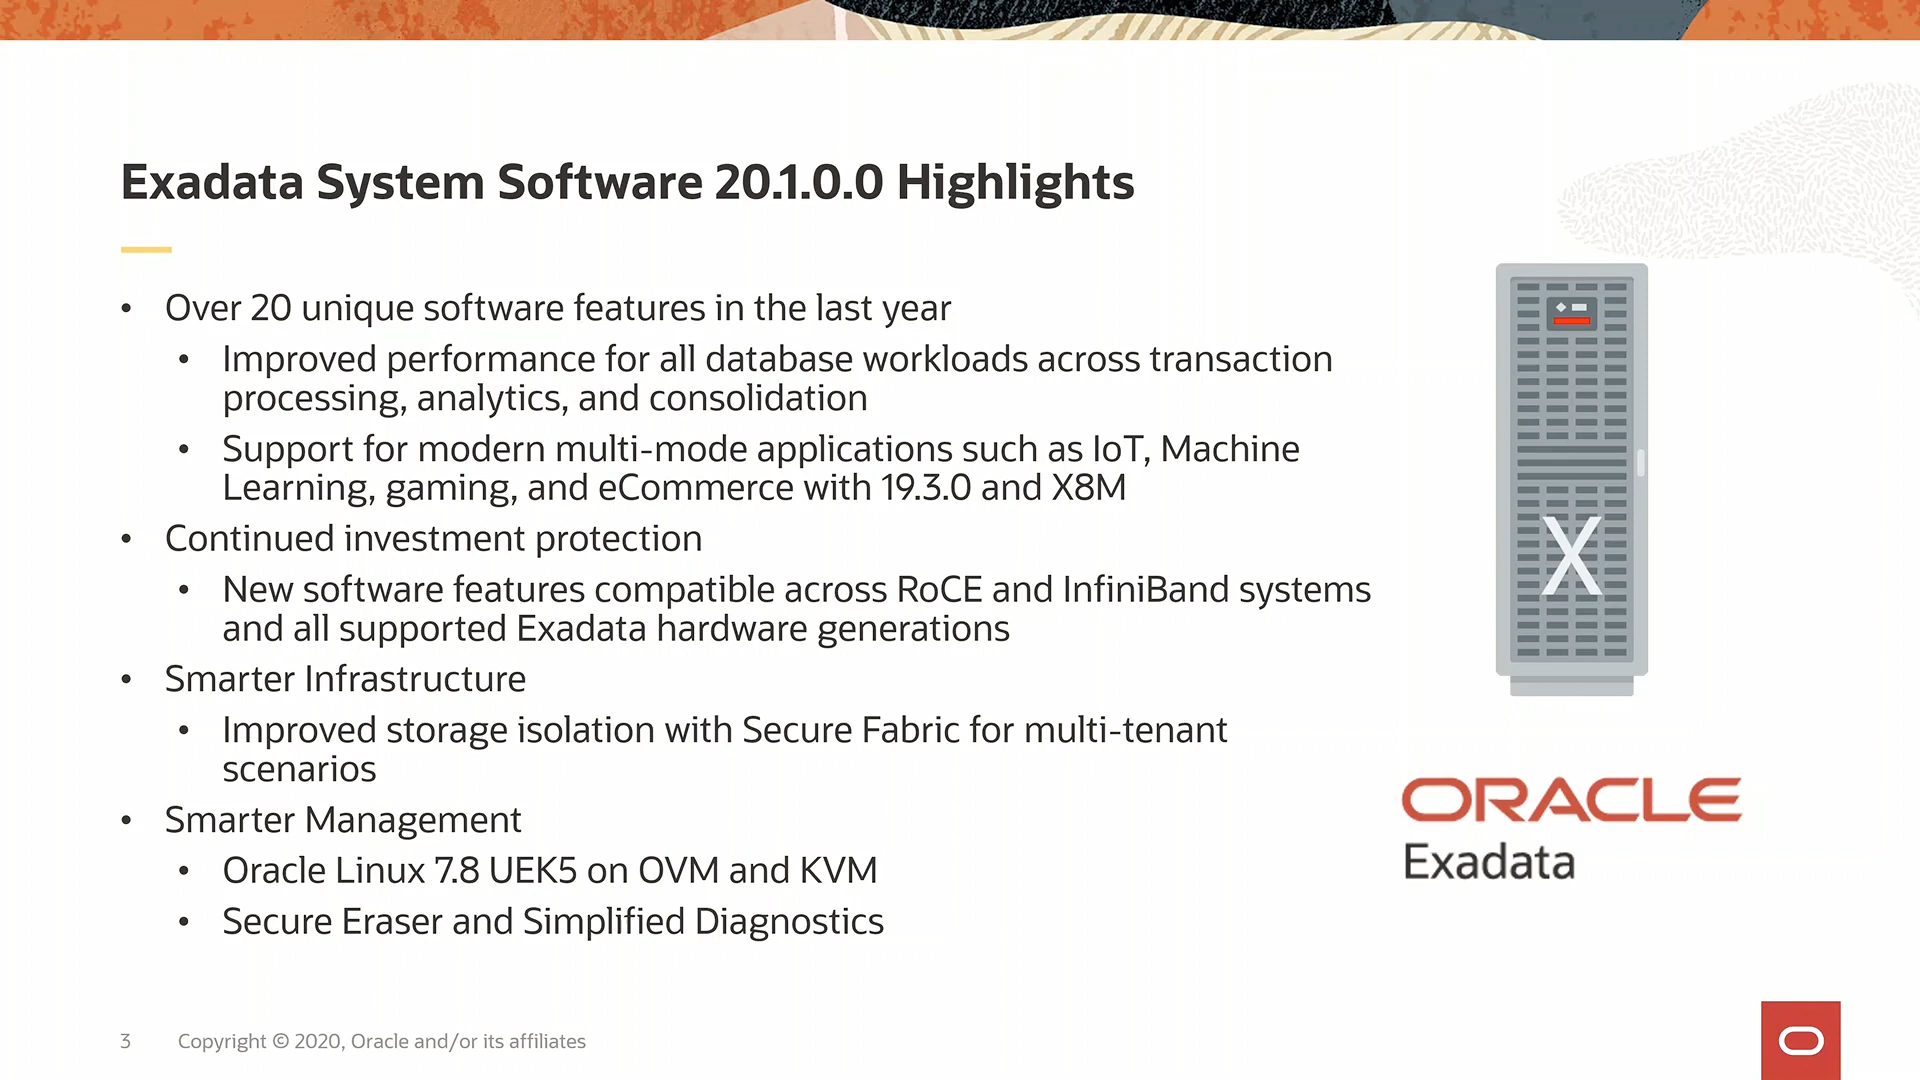 Exadata System Software 20.1.0.0 Highlights
• Over 20 unique software features in the last year
• Improved performance for all database workloads across transaction
processing, analytics, and consolidation
• Support for modern multi-mode applications such as IoT, Machine
Learning, gaming, and eCommerce with 19.3.0 and X8M
• Continued investment protection
• New software features compatible across RoCE and InfiniBand systems
and all supported Exadata hardware generations
• Smarter Infrastructure
• Improved storage isolation with Secure Fabric for multi-tenant
scenarios
• Smarter Management
• Oracle Linux 7.8 UEK5 on OVM and KVM
• Secure Eraser and Simplified Diagnostics
X
ORACLE
Exadata
3 Copyright © 2020, Oracle and/or its affiliates